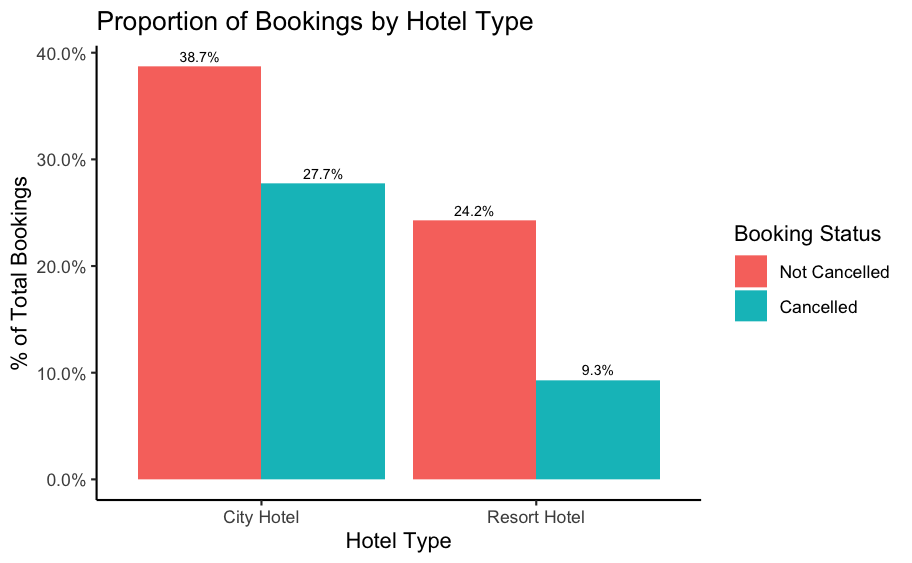 Proportion of Bookings by Hotel Type
% of Total Bookings
40.0%
30.0%
20.0%
10.0%
0.0%
38.7%
27.7%
24.2%
9.3%
City Hotel
Resort Hotel
Hotel Type
Booking Status
Not Cancelled
Cancelled